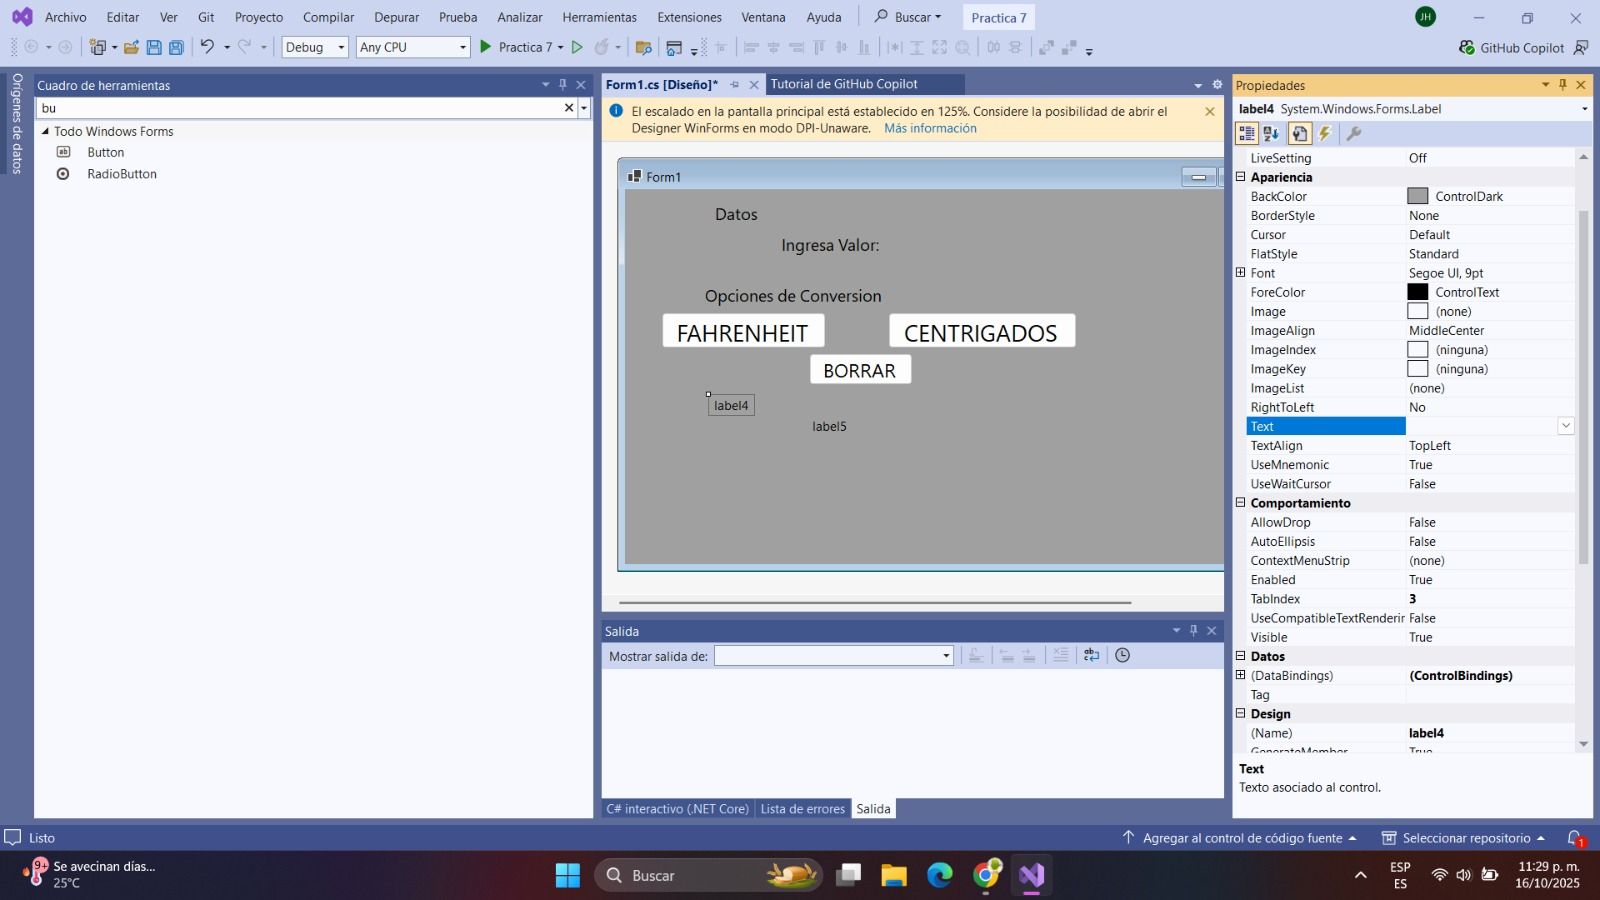 Archivo Editar Ver Git Proyecto Compilar Depurar Prueba Analizar Herramientas Extensiones Ventana Ayuda Buscar Practica 7 JH
Debug Any CPU Practica 7 GitHub Copilot
Orígenes de datos
Cuadro de herramientas
bu
Todo Windows Forms
Button
RadioButton
Form1.cs [Diseño]* Tutorial de GitHub Copilot
El escalado en la pantalla principal está establecido en 125%. Considere la posibilidad de abrir el
Designer WinForms en modo DPI-Unaware. Más información
Form1
Datos
Ingresa Valor:
Opciones de Conversion
FAHRENHEIT CENTRIGADOS
BORRAR
label4
label5
Salida
Mostrar salida de:
C# interactivo (.NET Core) Lista de errores Salida
Propiedades
label4 System.Windows.Forms.Label
LiveSetting Off
Apariencia
BackColor ControlDark
BorderStyle None
Cursor Default
FlatStyle Standard
Font Segoe UI, 9pt
ForeColor ControlText
Image (none)
ImageAlign MiddleCenter
ImageIndex (ninguna)
ImageKey (ninguna)
ImageList (none)
RightToLeft No
Text
TextAlign TopLeft
UseMnemonic True
UseWaitCursor False
Comportamiento
AllowDrop False
AutoEllipsis False
ContextMenuStrip (none)
Enabled True
TabIndex 3
UseCompatibleTextRenderir False
Visible True
Datos
(DataBindings) (ControlBindings)
Tag
Design
(Name) label4
GenerateMember True
Text
Texto asociado al control.
Listo Agregar al control de código fuente Seleccionar repositorio 1
9+ Se avecinan días...
25°C
Buscar
ESP
ES
11:29 p. m.
16/10/2025